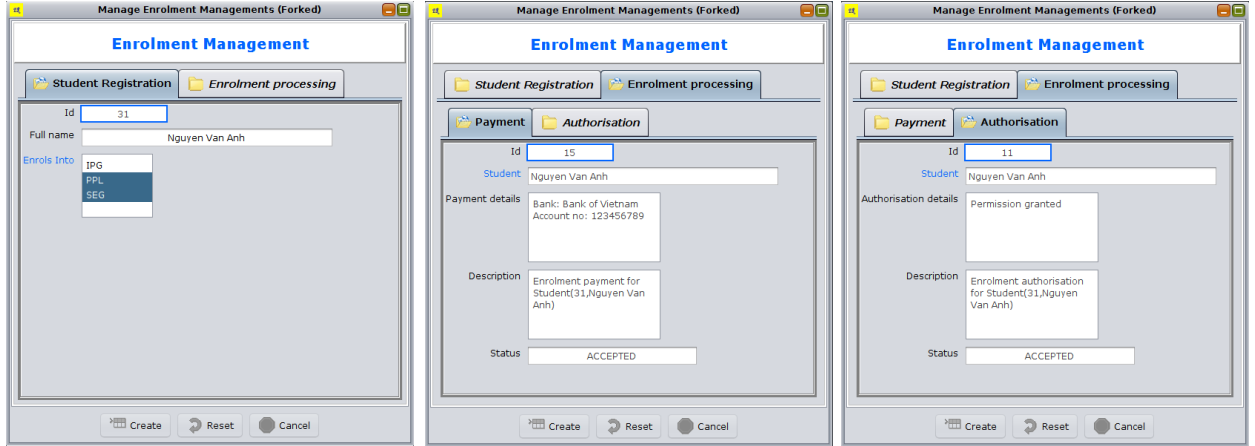 Manage Enrolment Managements (Forked)
Enrolment Management
Student Registration
Enrolment processing
Id
31
Full name
Nguyen Van Anh
Enrols Into
IPG
PPL
SEG
Create
Reset
Cancel
Manage Enrolment Managements (Forked)
Enrolment Management
Student Registration
Enrolment processing
Payment
Authorisation
Id
15
Student
Nguyen Van Anh
Payment details
Bank: Bank of Vietnam
Account no: 123456789
Description
Enrolment payment for
Student(31,Nguyen Van
Anh)
Status
ACCEPTED
Create
Reset
Cancel
Manage Enrolment Managements (Forked)
Enrolment Management
Student Registration
Enrolment processing
Payment
Authorisation
Id
11
Student
Nguyen Van Anh
Authorisation details
Permission granted
Description
Enrolment authorisation
for Student(31,Nguyen
Van Anh)
Status
ACCEPTED
Create
Reset
Cancel